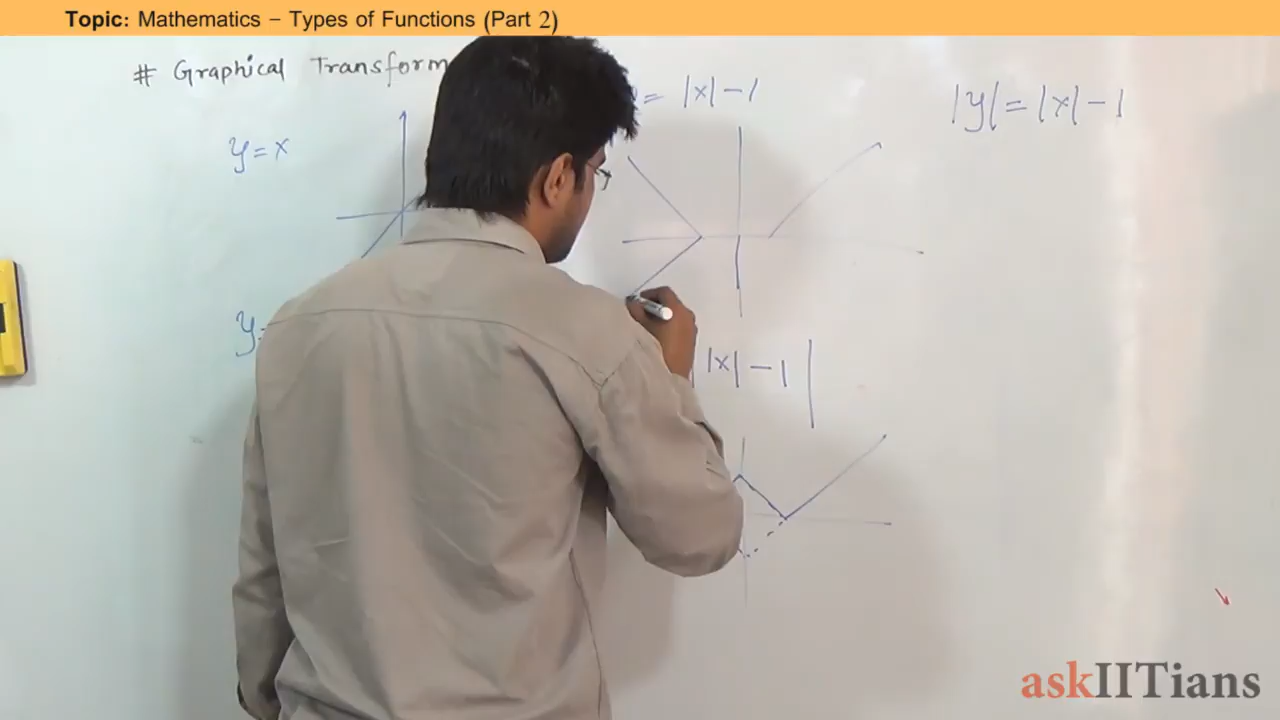 Topic: Mathematics – Types of Functions (Part 2)
# Graphical Transform
= |x| - 1
|y| = |x| - 1
y = x
y =
|x| - 1 |
askIITians